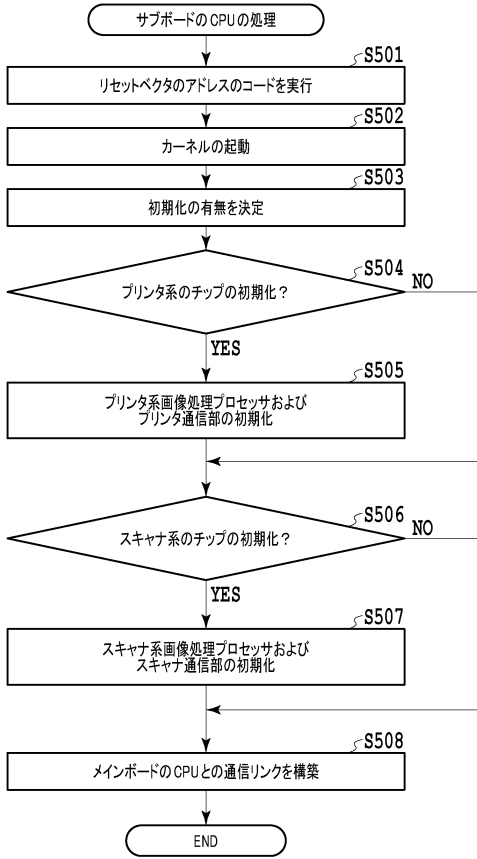 サブボードのCPUの処理
S501
リセットベクタのアドレスのコードを実行
S502
カーネルの起動
S503
初期化の有無を決定
S504
プリンタ系のチップの初期化？
NO
YES
S505
プリンタ系画像処理プロセッサおよび
プリンタ通信部の初期化
S506
スキャナ系のチップの初期化？
NO
YES
S507
スキャナ系画像処理プロセッサおよび
スキャナ通信部の初期化
S508
メインボードのCPUとの通信リンクを構築
END